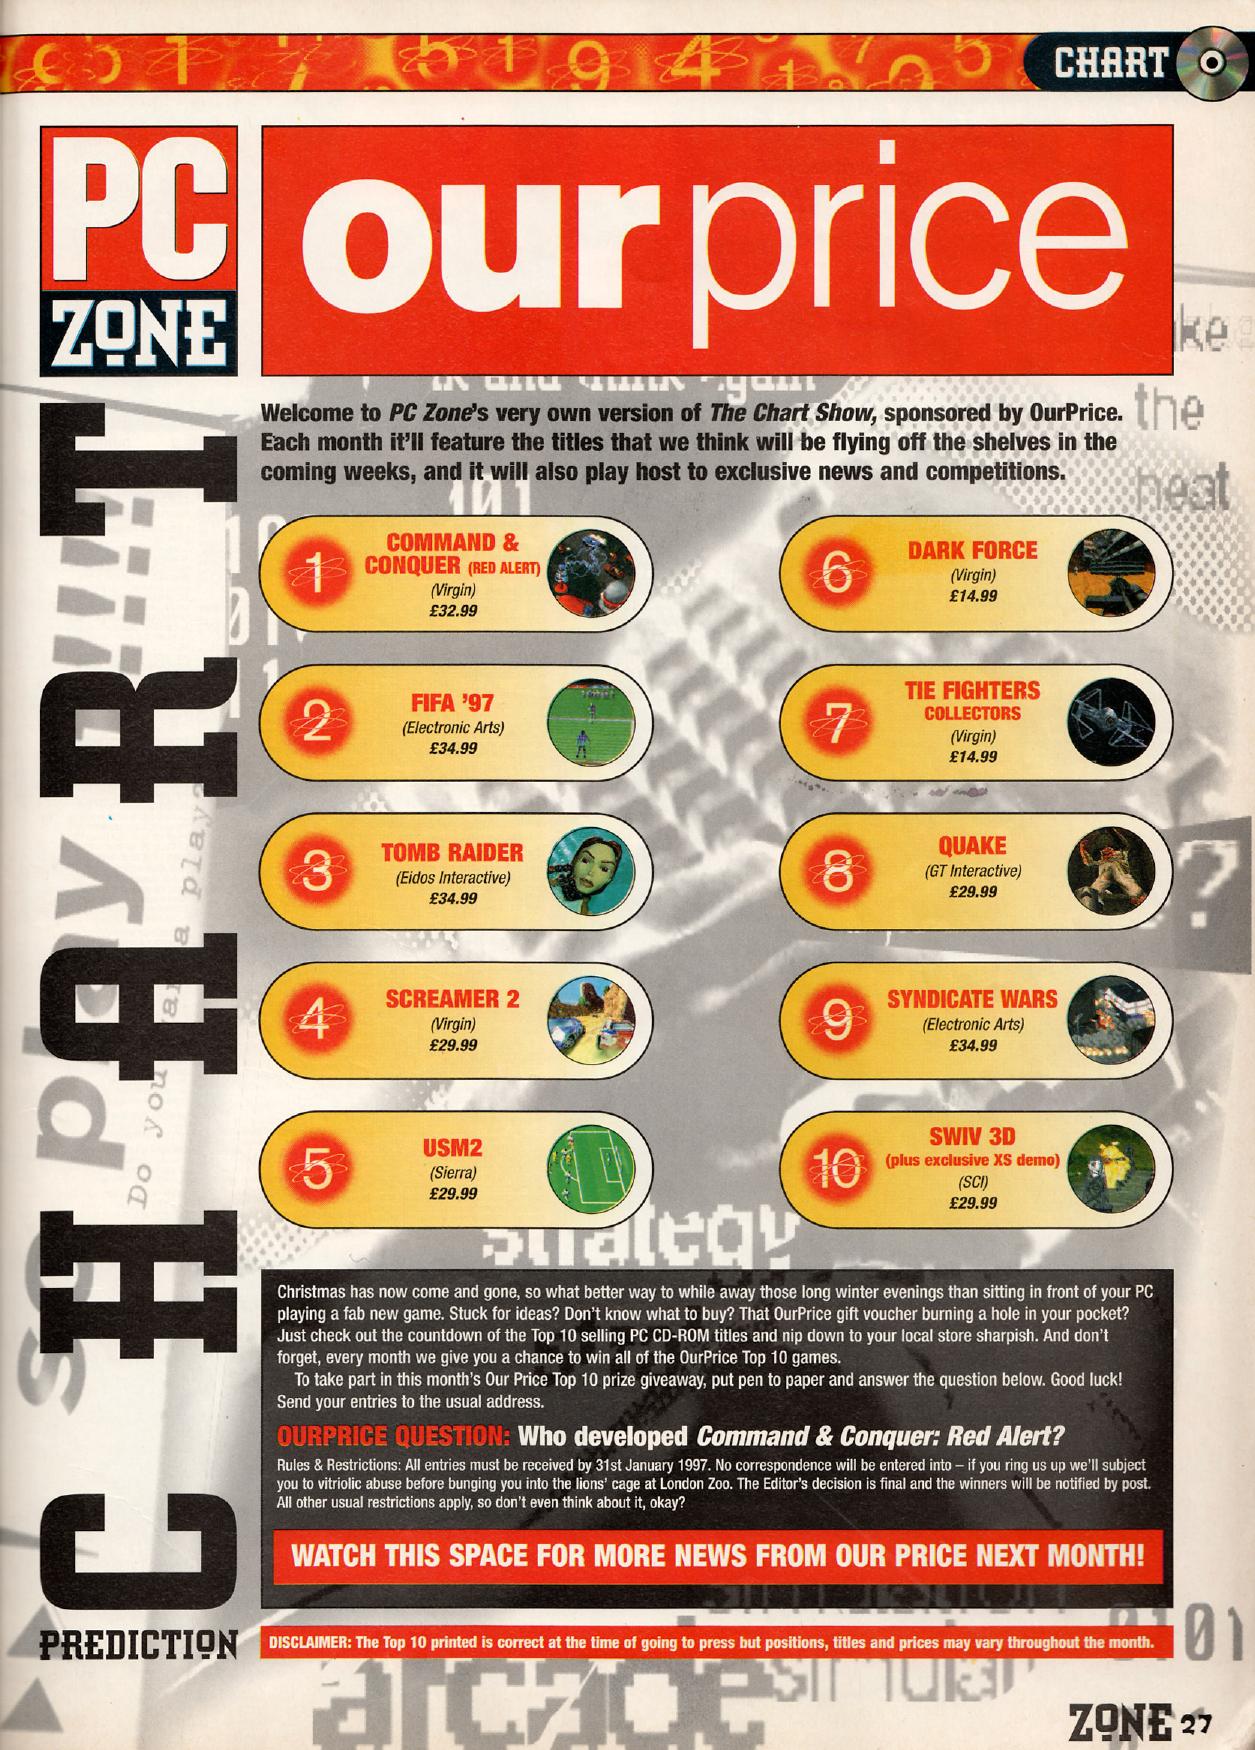 CHART
PC
ZONE
ourprice
CHART
PREDICTION
Welcome to PC Zone's very own version of The Chart Show, sponsored by OurPrice.
Each month it'll feature the titles that we think will be flying off the shelves in the
coming weeks, and it will also play host to exclusive news and competitions.
1
COMMAND &
CONQUER (RED ALERT)
(Virgin)
£32.99
2
FIFA '97
(Electronic Arts)
£34.99
3
TOMB RAIDER
(Eidos Interactive)
£34.99
4
SCREAMER 2
(Virgin)
£29.99
5
USM2
(Sierra)
£29.99
6
DARK FORCE
(Virgin)
£14.99
7
TIE FIGHTERS
COLLECTORS
(Virgin)
£14.99
8
QUAKE
(GT Interactive)
£29.99
9
SYNDICATE WARS
(Electronic Arts)
£34.99
10
SWIV 3D
(plus exclusive XS demo)
(SCI)
£29.99
Christmas has now come and gone, so what better way to while away those long winter evenings than sitting in front of your PC
playing a fab new game. Stuck for ideas? Don't know what to buy? That OurPrice gift voucher burning a hole in your pocket?
Just check out the countdown of the Top 10 selling PC CD-ROM titles and nip down to your local store sharpish. And don't
forget, every month we give you a chance to win all of the OurPrice Top 10 games.
To take part in this month's Our Price Top 10 prize giveaway, put pen to paper and answer the question below. Good luck!
Send your entries to the usual address.
OURPRICE QUESTION: Who developed Command & Conquer: Red Alert?
Rules & Restrictions: All entries must be received by 31st January 1997. No correspondence will be entered into – if you ring us up we'll subject
you to vitriolic abuse before bunging you into the lions' cage at London Zoo. The Editor's decision is final and the winners will be notified by post.
All other usual restrictions apply, so don't even think about it, okay?
WATCH THIS SPACE FOR MORE NEWS FROM OUR PRICE NEXT MONTH!
DISCLAIMER: The Top 10 printed is correct at the time of going to press but positions, titles and prices may vary throughout the month.
the
strategy
arcade
ZONE 27